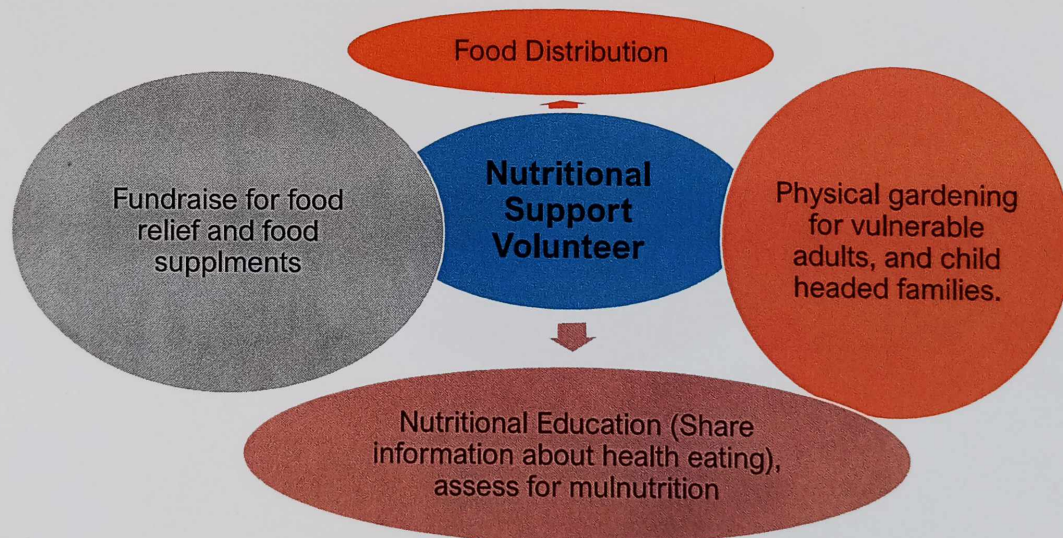 Food Distribution
Fundraise for food
relief and food
supplments
Nutritional
Support
Volunteer
Physical gardening
for vulnerable
adults, and child
headed families.
Nutritional Education (Share
information about health eating),
assess for mulnutrition